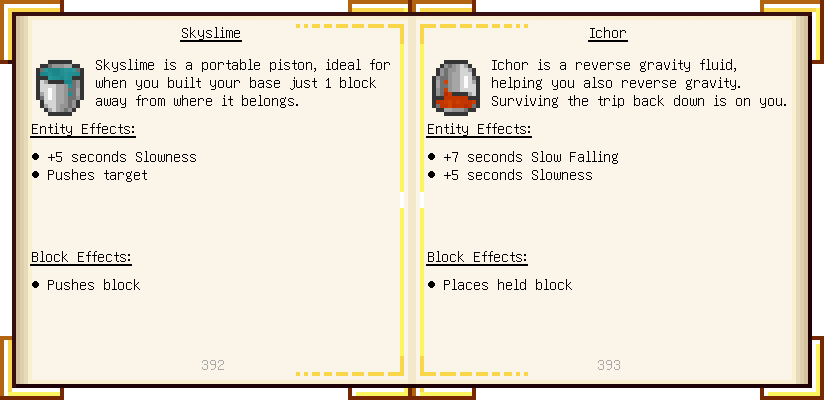 Skyslime
Skyslime is a portable piston, ideal for
when you built your base just 1 block
away from where it belongs.
Entity Effects:
● +5 seconds Slowness
● Pushes target
Block Effects:
● Pushes block
392
Ichor
Ichor is a reverse gravity fluid,
helping you also reverse gravity.
Surviving the trip back down is on you.
Entity Effects:
● +7 seconds Slow Falling
● +5 seconds Slowness
Block Effects:
● Places held block
393